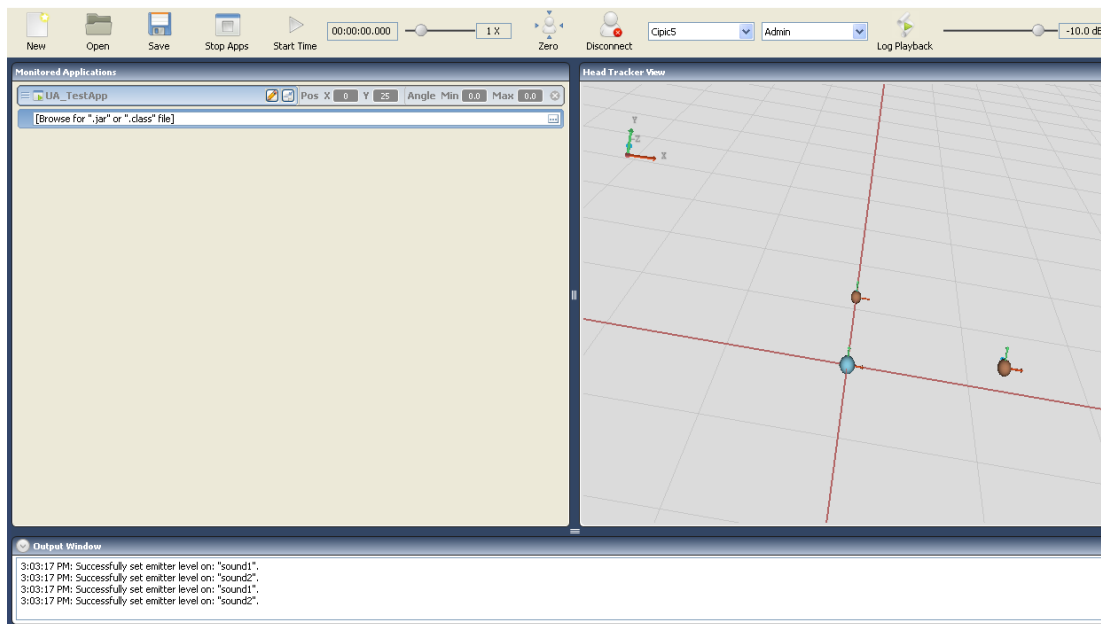 00:00:00.000 1 X Cipic5 Admin -10.0 dB
New Open Save Stop Apps Start Time Zero Disconnect Log Playback
Monitored Applications
UA_TestApp Pos X 0 Y 25 Angle Min 0.0 Max 0.0
[Browse for ".jar" or ".class" file]
Head Tracker View
Y
Z
X
Output Window
3:03:17 PM: Successfully set emitter level on: "sound1".
3:03:17 PM: Successfully set emitter level on: "sound2".
3:03:17 PM: Successfully set emitter level on: "sound1".
3:03:17 PM: Successfully set emitter level on: "sound2".